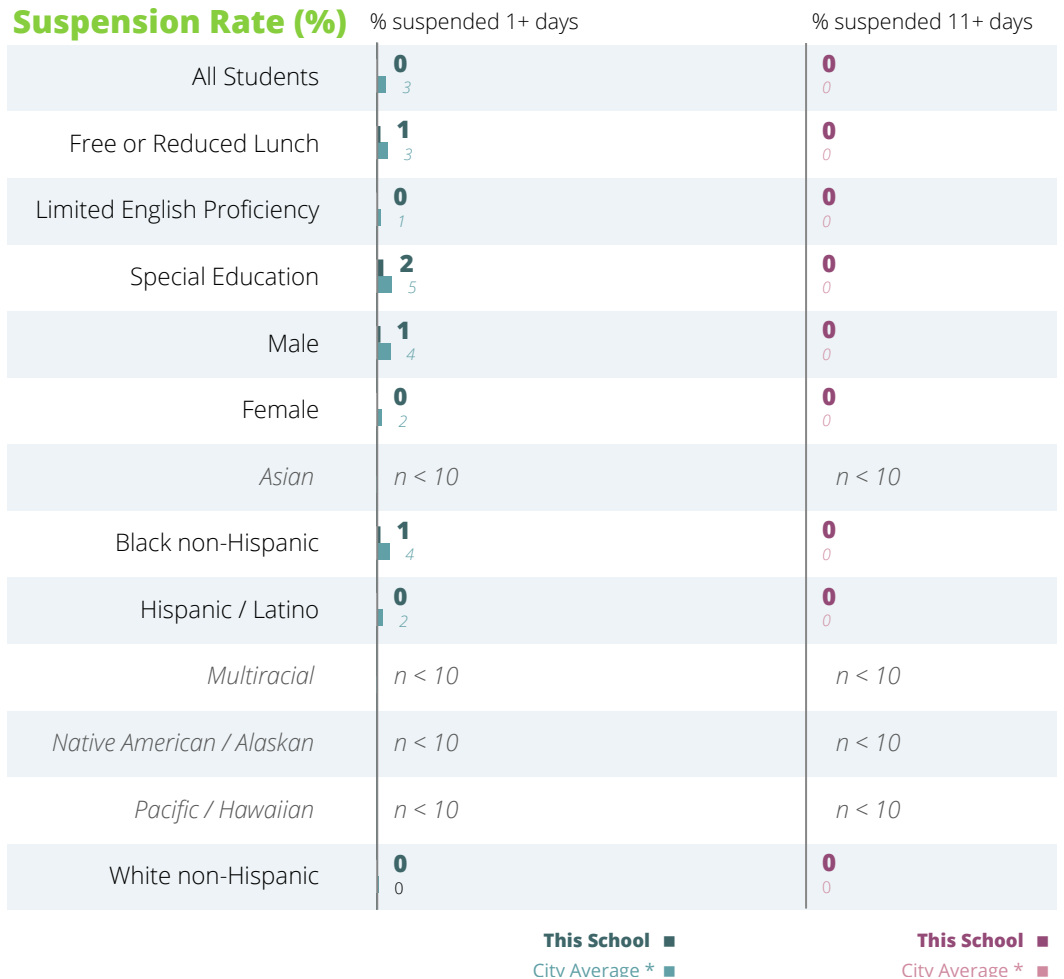 Suspension Rate (%) % suspended 1+ days % suspended 11+ days
All Students 0 0
3 0
Free or Reduced Lunch 1 0
3 0
Limited English Proficiency 0 0
1 0
Special Education 2 0
5 0
Male 1 0
4 0
Female 0 0
2 0
Asian n < 10 n < 10
Black non-Hispanic 1 0
4 0
Hispanic / Latino 0 0
2 0
Multiracial n < 10 n < 10
Native American / Alaskan n < 10 n < 10
Pacific / Hawaiian n < 10 n < 10
White non-Hispanic 0 0
0 0
This School This School
City Average * City Average *